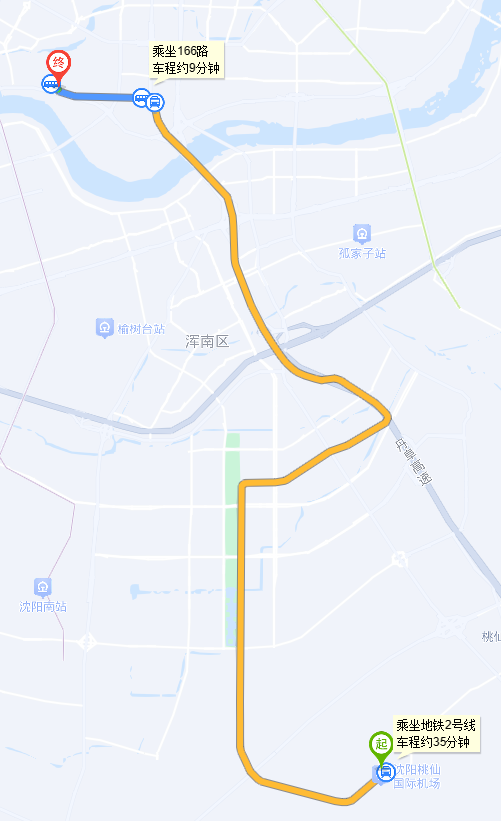 终
乘坐166路
车程约9分钟
孤家子站
榆树台站
浑南区
丹阜高速
沈阳南站
桃仙
乘坐地铁2号线
车程约35分钟
起
沈阳桃仙
国际机场